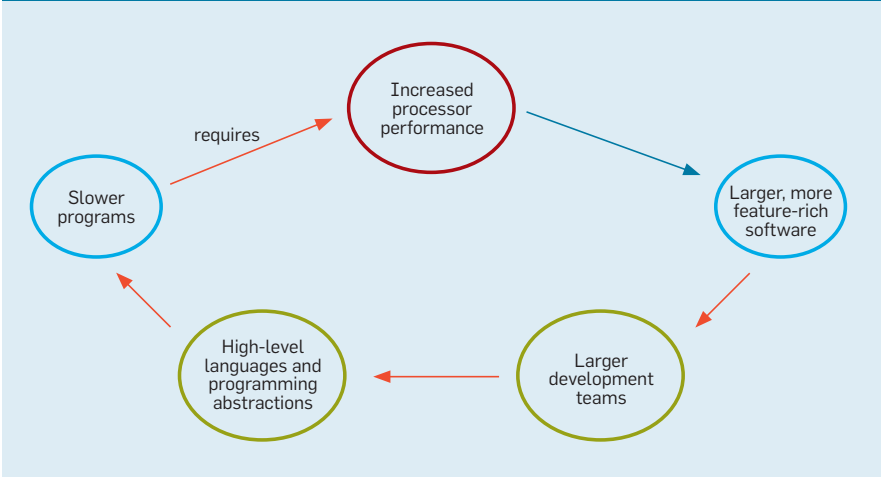 Increased
processor
performance
requires
Slower
programs
Larger, more
feature-rich
software
High-level
languages and
programming
abstractions
Larger
development
teams